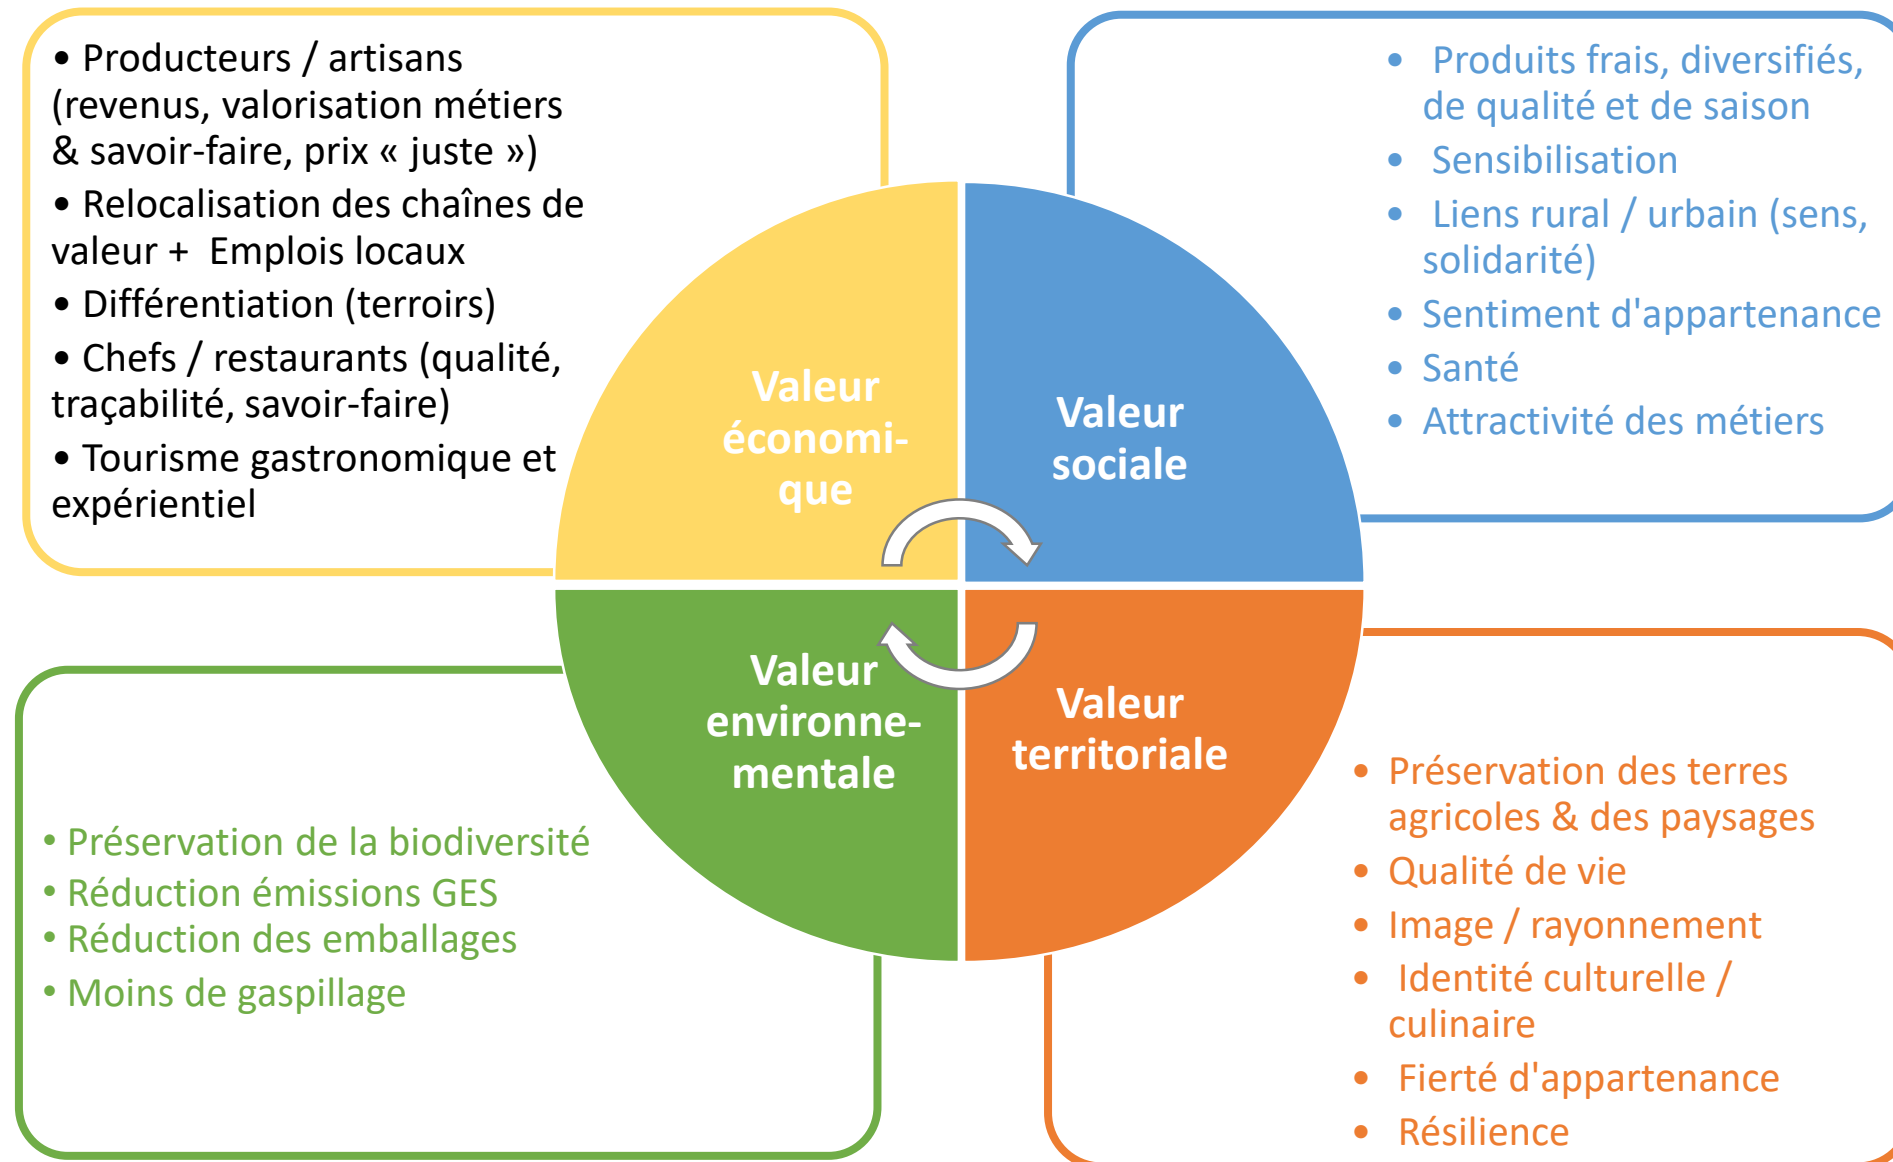 • Producteurs / artisans
(revenus, valorisation métiers
& savoir-faire, prix « juste »)
• Relocalisation des chaînes de
valeur + Emplois locaux
• Différentiation (terroirs)
• Chefs / restaurants (qualité,
traçabilité, savoir-faire)
• Tourisme gastronomique et
expérientiel
• Produits frais, diversifiés,
de qualité et de saison
• Sensibilisation
• Liens rural / urbain (sens,
solidarité)
• Sentiment d'appartenance
• Santé
• Attractivité des métiers
Valeur
économi-
que
Valeur
sociale
Valeur
environne-
mentale
Valeur
territoriale
• Préservation de la biodiversité
• Réduction émissions GES
• Réduction des emballages
• Moins de gaspillage
• Préservation des terres
agricoles & des paysages
• Qualité de vie
• Image / rayonnement
• Identité culturelle /
culinaire
• Fierté d'appartenance
• Résilience